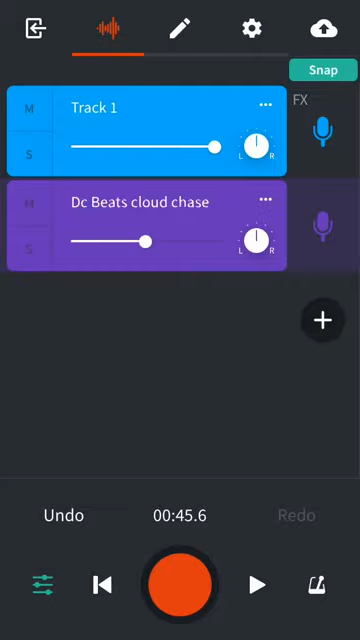 Snap
M
Track 1
FX
S
L
R
M
Dc Beats cloud chase
S
L
R
Undo
00:45.6
Redo